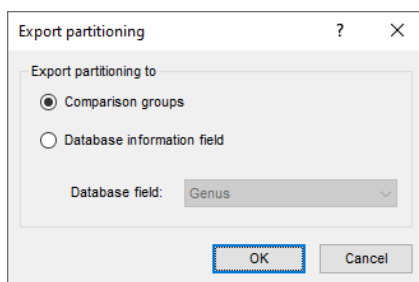 Export partitioning ?
Export partitioning to
Comparison groups
Database information field
Database field: Genus
OK Cancel